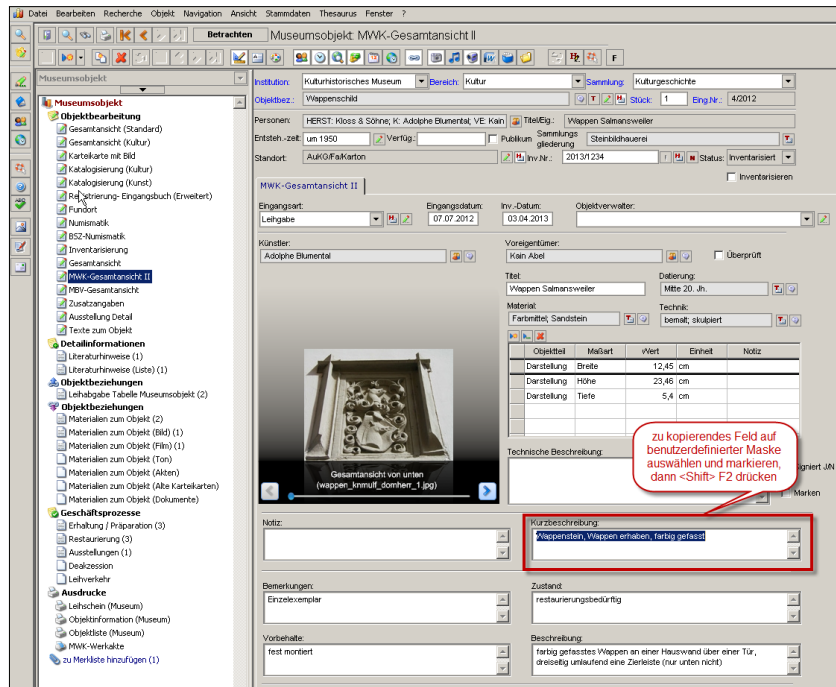 Datei Bearbeiten Recherche Objekt Navigation Ansicht Stammdaten Thesaurus Fenster ?
Betrachten Museumsobjekt: MWK-Gesamtansicht II
F
Museumsobjekt
Museumsobjekt
Objektbearbeitung
Gesamtansicht (Standard)
Gesamtansicht (Kultur)
Karteikarte mit Bild
Katalogisierung (Kultur)
Katalogisierung (Kunst)
Registrierung- Eingangsbuch (Erweitert)
Fundort
Numismatik
BSZ-Numismatik
Inventarisierung
Gesamtansicht
MWK-Gesamtansicht II
MBV-Gesamtansicht
Zusatzangaben
Ausstellung Detail
Texte zum Objekt
Detailinformationen
Literaturhinweise (1)
Literaturhinweise (Liste) (1)
Objektbeziehungen
Leihabgabe Tabelle Museumsobjekt (2)
Objektbeziehungen
Materialien zum Objekt (2)
Materialien zum Objekt (Bild) (1)
Materialien zum Objekt (Film) (1)
Materialien zum Objekt (Ton)
Materialien zum Objekt (Akten)
Materialien zum Objekt (Alte Karteikarten)
Materialien zum Objekt (Dokumente)
Geschäftsprozesse
Erhaltung / Präparation (3)
Restaurierung (3)
Ausstellungen (1)
Deakzession
Leihverkehr
Ausdrucke
Leihschein (Museum)
Objektinformation (Museum)
Objektliste (Museum)
MWK-Werkakte
zu Merkliste hinzufügen (1)
Institution: Kulturhistorisches Museum Bereich: Kultur Sammlung: Kulturgeschichte
Objektbez.: Wappenschild Stück: 1 Eing.Nr.: 4/2012
Personen: HERST: Kloss & Söhne; K: Adolphe Blumental; VE: Kain Titel/Eig.: Wappen Salmansweiler
Entsteh.-zeit: um 1950 Verfüg.: Publikum Sammlungs gliederung Steinbildhauerei
Standort: AuKG/Fa/Karton Inv.Nr.: 2013/1234 Status: Inventarisiert
Inventarisieren
MWK-Gesamtansicht II
Eingangsart: Eingangsdatum: Inv.-Datum: Objektverwalter:
Leihgabe 07.07.2012 03.04.2013
Künstler: Voreigentümer:
Adolphe Blumental Kain Abel Überprüft
Titel: Datierung:
Wappen Salmansweiler Mitte 20. Jh.
Material: Technik:
Farbmittel; Sandstein bemalt; skulpiert
Objektteil Maßart Wert Einheit Notiz
Darstellung Breite 12,45 cm
Darstellung Höhe 23,46 cm
Darstellung Tiefe 5,4 cm
Gesamtansicht von unten
(wappen_knmulf_domherr_1.jpg)
Technische Beschreibung:
zu kopierendes Feld auf
benutzerdefinierter Maske
auswählen und markieren,
dann <Shift> F2 drücken
signiert J/N
Marken
Notiz: Kurzbeschreibung:
Wappenstein, Wappen erhaben, farbig gefasst
Bemerkungen: Zustand:
Einzelexemplar restaurierungsbedürftig
Vorbehalte: Beschreibung:
fest montiert farbig gefasstes Wappen an einer Hauswand über einer Tür,
dreiseitig umlaufend eine Zierleiste (nur unten nicht)